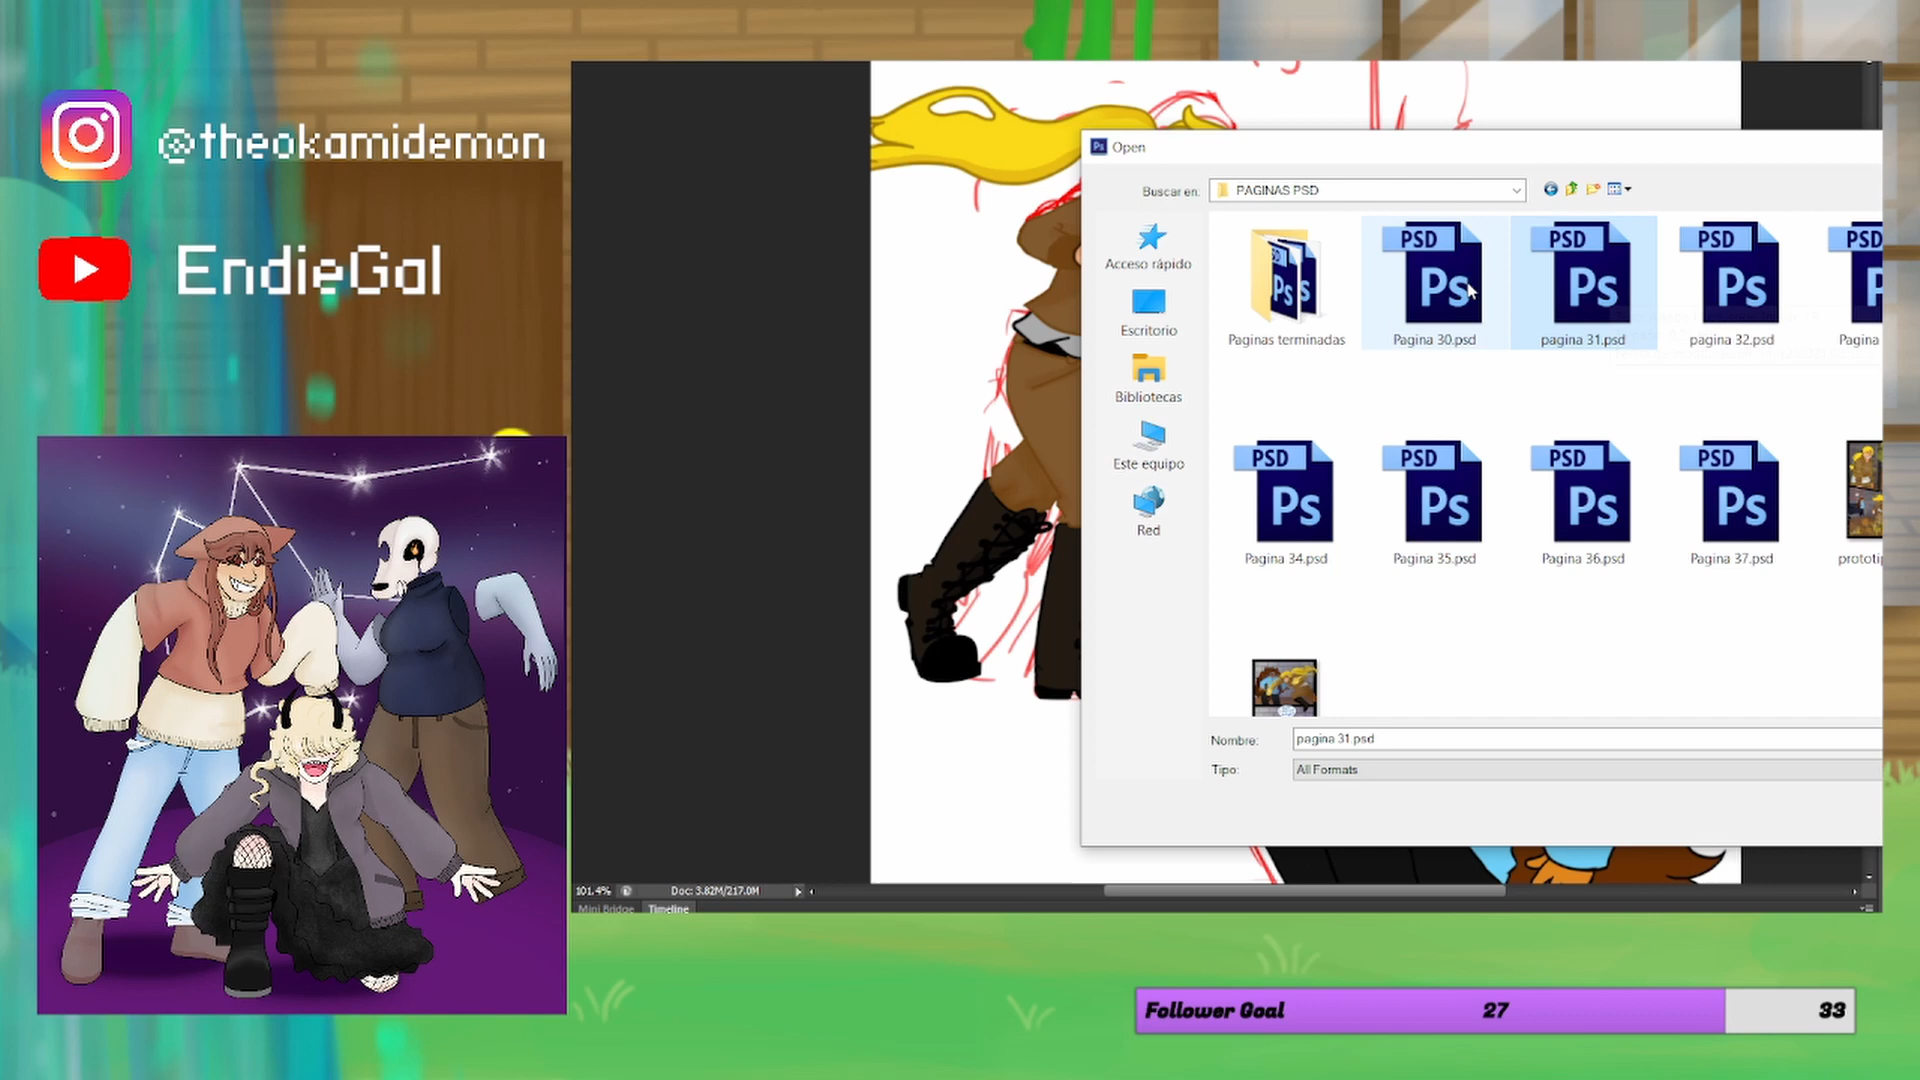 @theokamidemon
EndieGal
Open
Buscar en:
PAGINAS PSD
Acceso rápido
Escritorio
Bibliotecas
Este equipo
Red
PSD
Ps
Paginas terminadas
PSD
Ps
Pagina 30.psd
PSD
Ps
pagina 31.psd
PSD
Ps
pagina 32.psd
PSD
Pagina
PSD
Ps
Pagina 34.psd
PSD
Ps
Pagina 35.psd
PSD
Ps
Pagina 36.psd
PSD
Ps
Pagina 37.psd
Nombre:
pagina 31.psd
Tipo:
All Formats
101.4%
Doc: 3.82M/217.0M
Mini Bridge
Timeline
Follower Goal
27
33